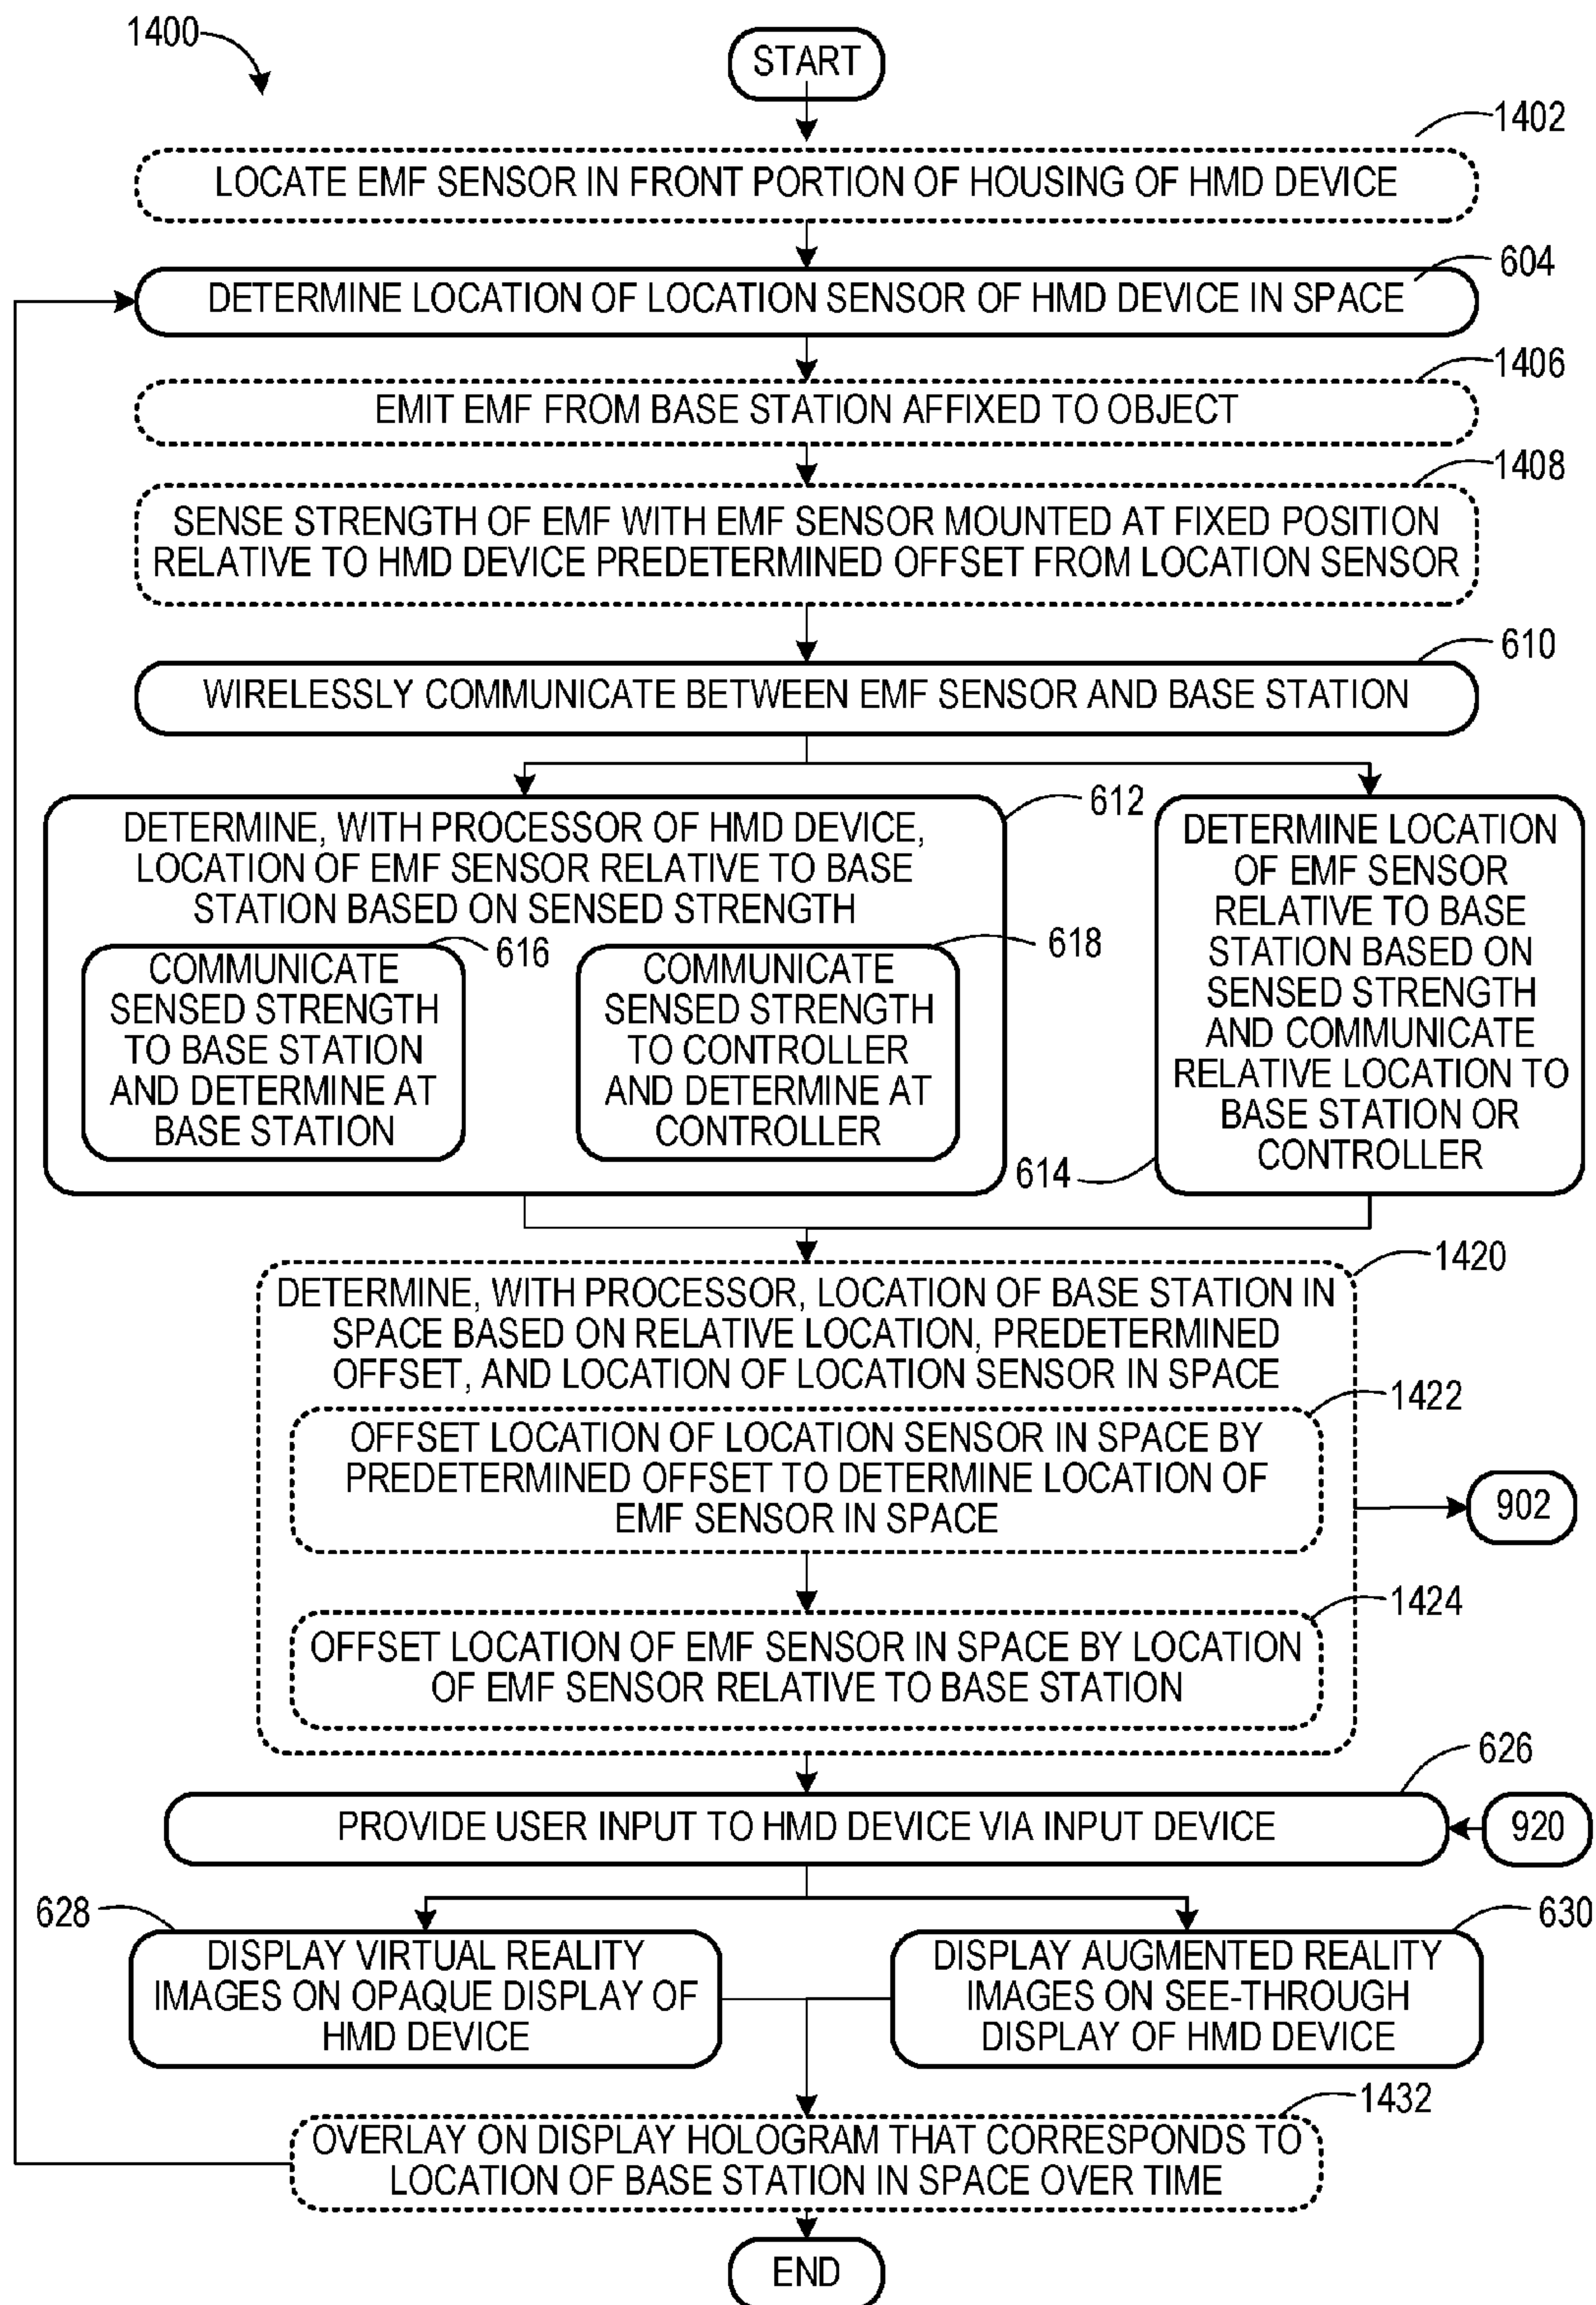 1400
START
1402
LOCATE EMF SENSOR IN FRONT PORTION OF HOUSING OF HMD DEVICE
604
DETERMINE LOCATION OF LOCATION SENSOR OF HMD DEVICE IN SPACE
1406
EMIT EMF FROM BASE STATION AFFIXED TO OBJECT
1408
SENSE STRENGTH OF EMF WITH EMF SENSOR MOUNTED AT FIXED POSITION
RELATIVE TO HMD DEVICE PREDETERMINED OFFSET FROM LOCATION SENSOR
610
WIRELESSLY COMMUNICATE BETWEEN EMF SENSOR AND BASE STATION
612
DETERMINE, WITH PROCESSOR OF HMD DEVICE,
LOCATION OF EMF SENSOR RELATIVE TO BASE
STATION BASED ON SENSED STRENGTH
616
COMMUNICATE
SENSED STRENGTH
TO BASE STATION
AND DETERMINE AT
BASE STATION
618
COMMUNICATE
SENSED STRENGTH
TO CONTROLLER
AND DETERMINE AT
CONTROLLER
614
DETERMINE LOCATION
OF EMF SENSOR
RELATIVE TO BASE
STATION BASED ON
SENSED STRENGTH
AND COMMUNICATE
RELATIVE LOCATION TO
BASE STATION OR
CONTROLLER
1420
DETERMINE, WITH PROCESSOR, LOCATION OF BASE STATION IN
SPACE BASED ON RELATIVE LOCATION, PREDETERMINED
OFFSET, AND LOCATION OF LOCATION SENSOR IN SPACE
1422
OFFSET LOCATION OF LOCATION SENSOR IN SPACE BY
PREDETERMINED OFFSET TO DETERMINE LOCATION OF
EMF SENSOR IN SPACE
902
1424
OFFSET LOCATION OF EMF SENSOR IN SPACE BY LOCATION
OF EMF SENSOR RELATIVE TO BASE STATION
626
PROVIDE USER INPUT TO HMD DEVICE VIA INPUT DEVICE
920
628
DISPLAY VIRTUAL REALITY
IMAGES ON OPAQUE DISPLAY OF
HMD DEVICE
630
DISPLAY AUGMENTED REALITY
IMAGES ON SEE-THROUGH
DISPLAY OF HMD DEVICE
1432
OVERLAY ON DISPLAY HOLOGRAM THAT CORRESPONDS TO
LOCATION OF BASE STATION IN SPACE OVER TIME
END